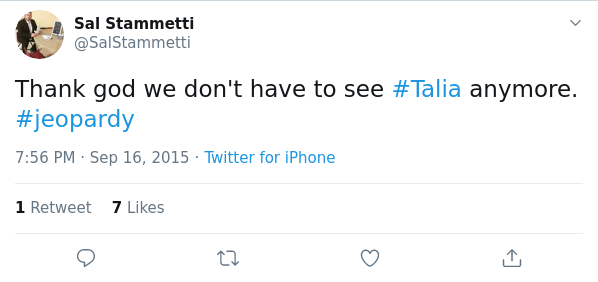 Sal Stammetti
@SalStammetti
Thank god we don't have to see #Talia anymore.
#jeopardy
7:56 PM · Sep 16, 2015 · Twitter for iPhone
1 Retweet 7 Likes